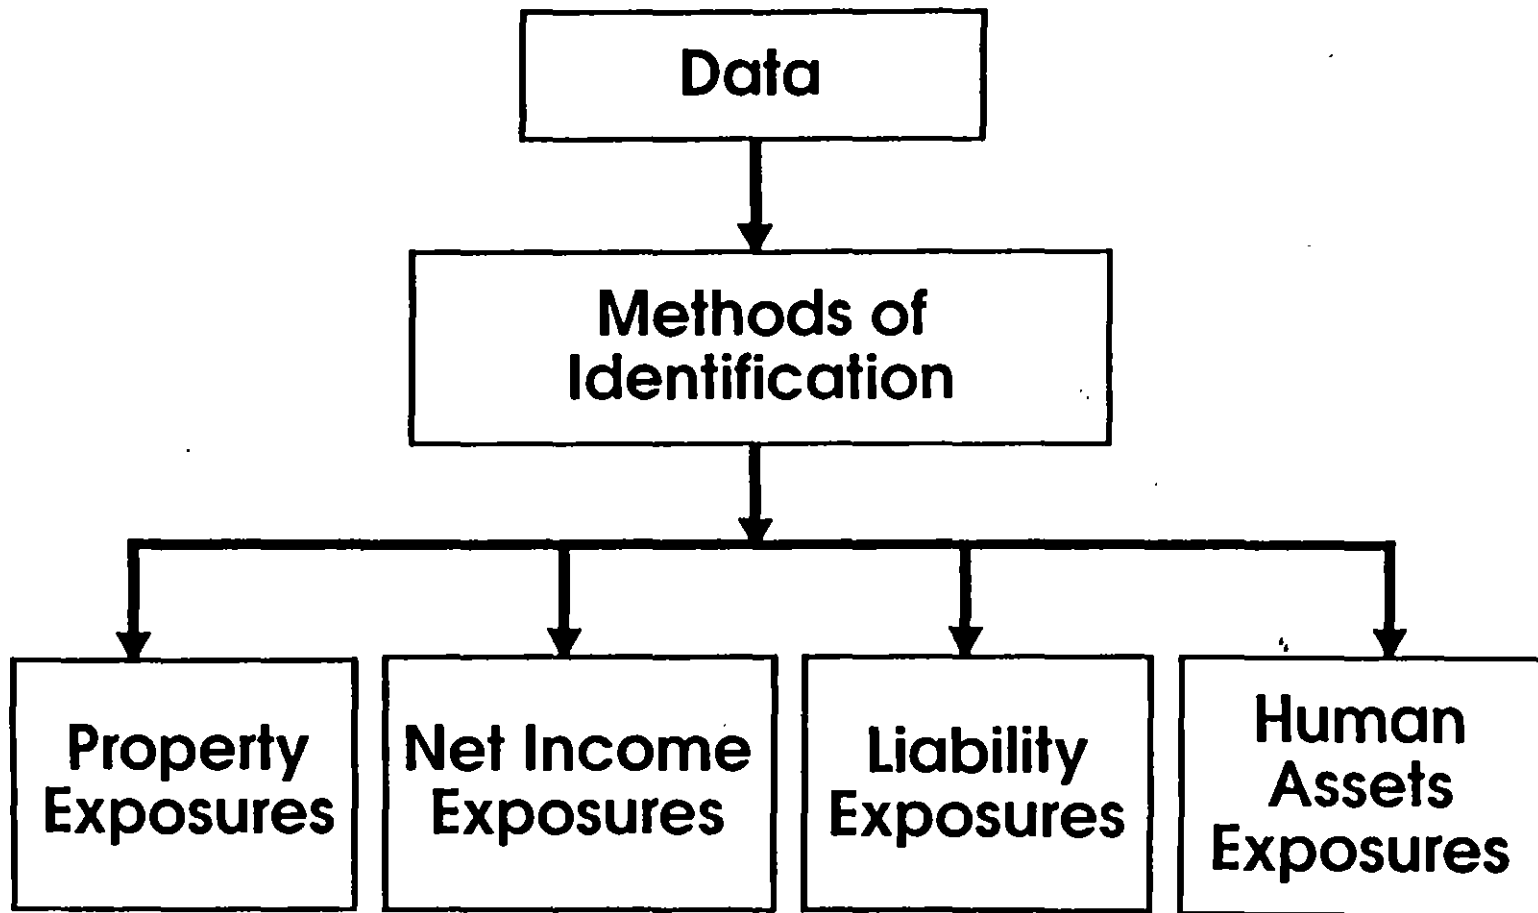 Data
Methods of
Identification
Property
Exposures
Net Income
Exposures
Liability
Exposures
Human
Assets
Exposures